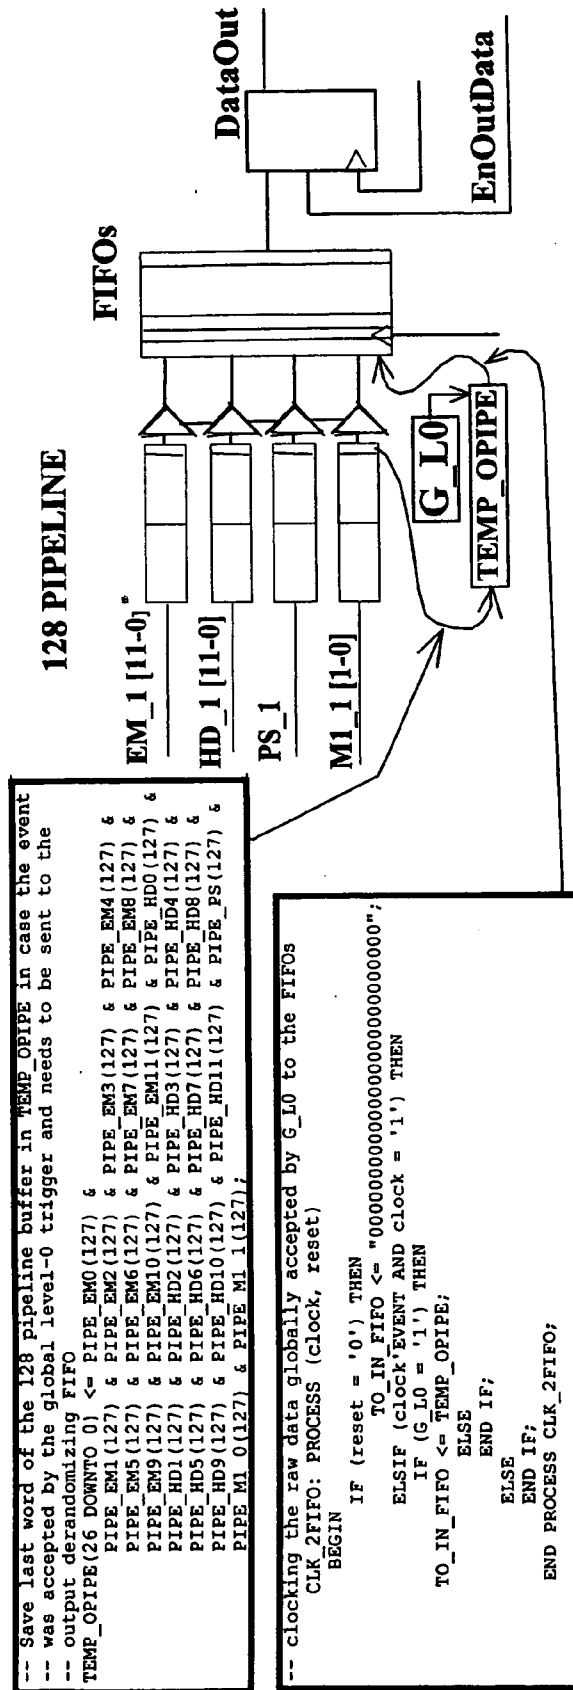 -- Save last word of the 128 pipeline buffer in TEMP_OPIPE in case the event
-- was accepted by the global level-0 trigger and needs to be sent to the
-- output derandomizing FIFO
TEMP_OPIPE(26 DOWNTO 0) <= PIPE_EM0(127) &
PIPE_EM1(127) & PIPE_EM2(127) & PIPE_EM3(127) & PIPE_EM4(127) &
PIPE_EM5(127) & PIPE_EM6(127) & PIPE_EM7(127) & PIPE_EM8(127) &
PIPE_EM9(127) & PIPE_EM10(127) & PIPE_EM11(127) & PIPE_HD0(127) &
PIPE_HD1(127) & PIPE_HD2(127) & PIPE_HD3(127) & PIPE_HD4(127) &
PIPE_HD5(127) & PIPE_HD6(127) & PIPE_HD7(127) & PIPE_HD8(127) &
PIPE_HD9(127) & PIPE_HD10(127) & PIPE_HD11(127) & PIPE_PS(127) &
PIPE_M1_0(127) & PIPE_M1_1(127);
-- clocking the raw data globally accepted by G_L0 to the FIFOs
CLK_2FIFO: PROCESS (clock, reset)
BEGIN
IF (reset = '0') THEN
TO_IN_FIFO <= "000000000000000000000000000";
ELSIF (clock'EVENT AND clock = '1') THEN
IF (G_L0 = '1') THEN
TO_IN_FIFO <= TEMP_OPIPE;
ELSE
END IF;
ELSE
END IF;
END PROCESS CLK_2FIFO;
128 PIPELINE
EM_1 [11-0]
HD_1 [11-0]
PS_1
M1_1 [1-0]
FIFOs
G_L0
TEMP_OPIPE
DataOut
EnOutData